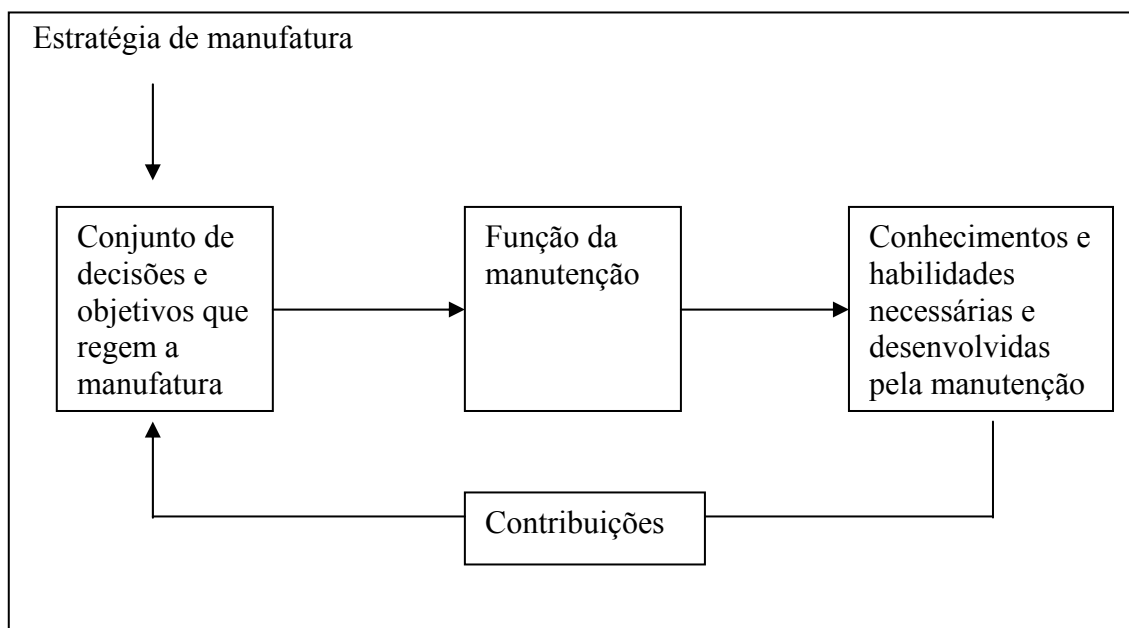 Estratégia de manufatura
Conjunto de
decisões e
objetivos que
regem a
manufatura
Função da
manutenção
Conhecimentos e
habilidades
necessárias e
desenvolvidas
pela manutenção
Contribuições